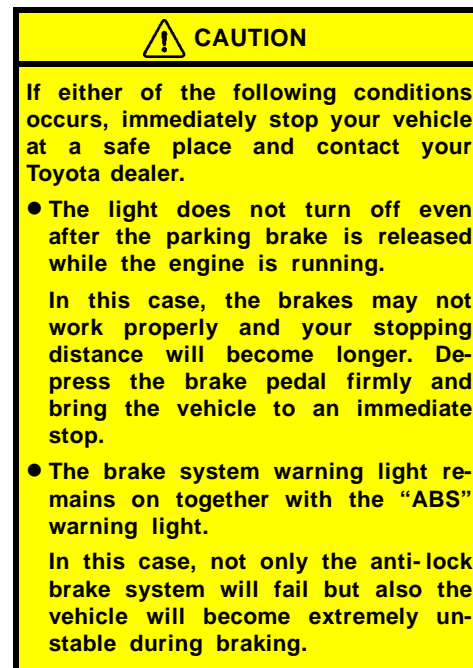 CAUTION
If either of the following conditions
occurs, immediately stop your vehicle
at a safe place and contact your
Toyota dealer.
● The light does not turn off even
after the parking brake is released
while the engine is running.
In this case, the brakes may not
work properly and your stopping
distance will become longer. De-
press the brake pedal firmly and
bring the vehicle to an immediate
stop.
● The brake system warning light re-
mains on together with the “ABS”
warning light.
In this case, not only the anti-lock
brake system will fail but also the
vehicle will become extremely un-
stable during braking.